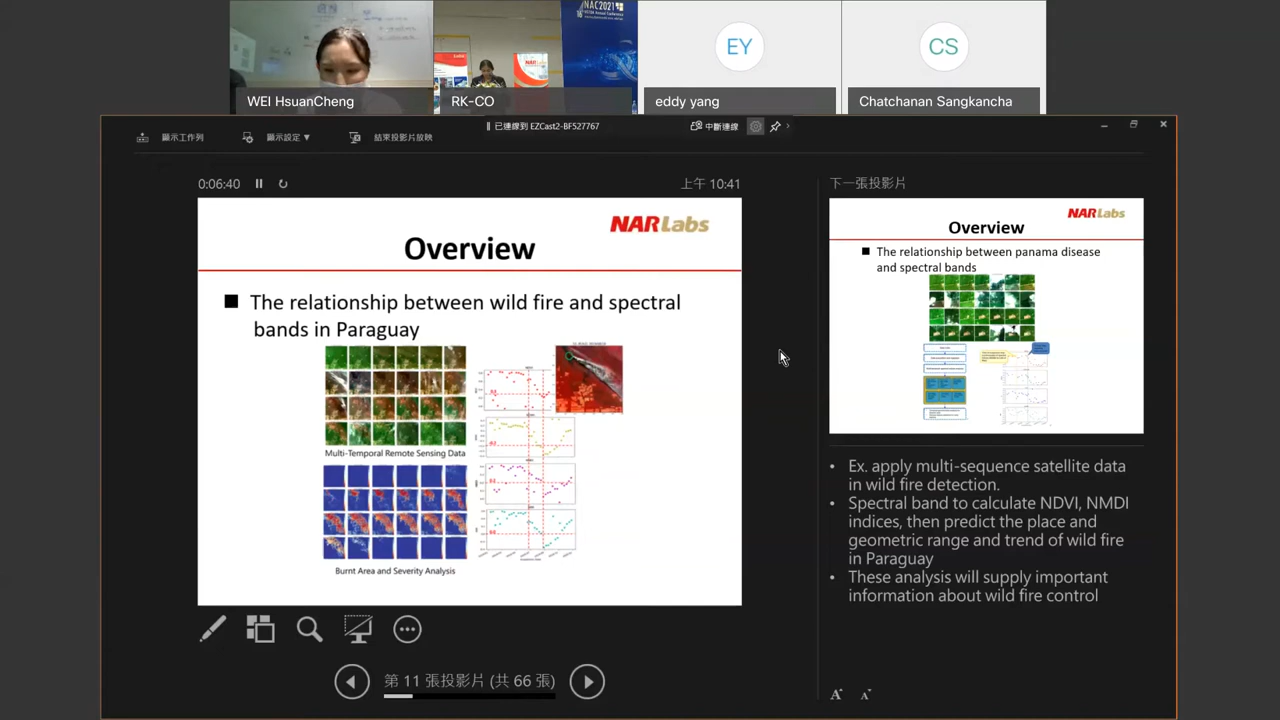 NAC2021
WEI HsuanCheng
RK-CO
EY
eddy yang
CS
Chatchanan Sangkancha
顯示工作列
顯示設定 ▼
結束投影片放映
已連線到 EZCast2-BF527767
中斷連線
0:06:40
上午 10:41
下一張投影片
NARLabs
Overview
■ The relationship between wild fire and spectral
bands in Paraguay
Multi-Temporal Remote Sensing Data
Burnt Area and Severity Analysis
NARLabs
Overview
■ The relationship between panama disease
and spectral bands
• Ex. apply multi-sequence satellite data
in wild fire detection.
• Spectral band to calculate NDVI, NMDI
indices, then predict the place and
geometric range and trend of wild fire
in Paraguay
• These analysis will supply important
information about wild fire control
第 11 張投影片 (共 66 張)
A A